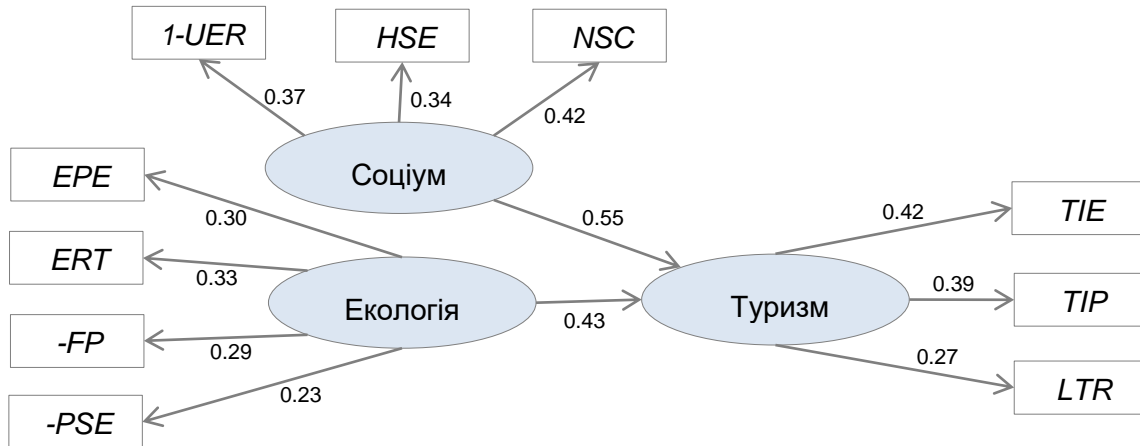 1-UER
HSE
NSC
0.37
0.34
0.42
Соціум
EPE
0.30
0.55
0.42
TIE
ERT
0.33
Екологія
0.43
Туризм
0.39
TIP
-FP
0.29
0.27
LTR
-PSE
0.23